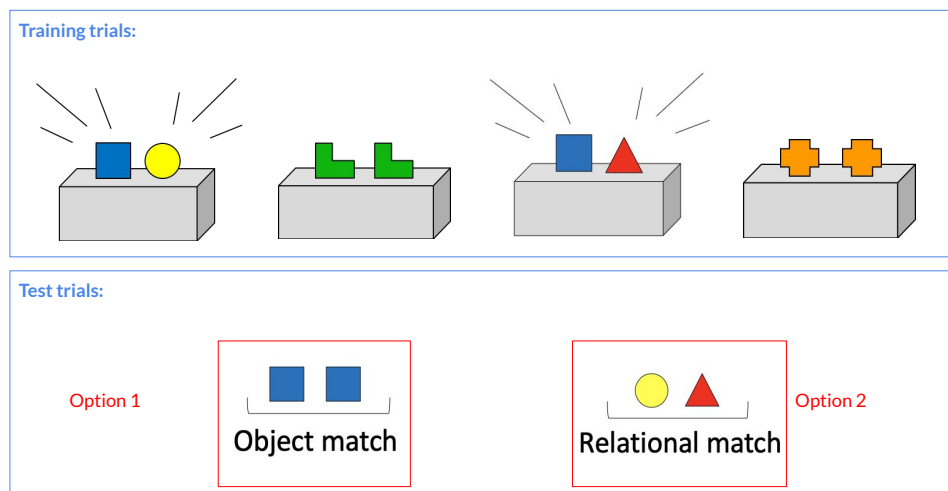 Training trials:
Test trials:
Option 1
Object match
Relational match
Option 2